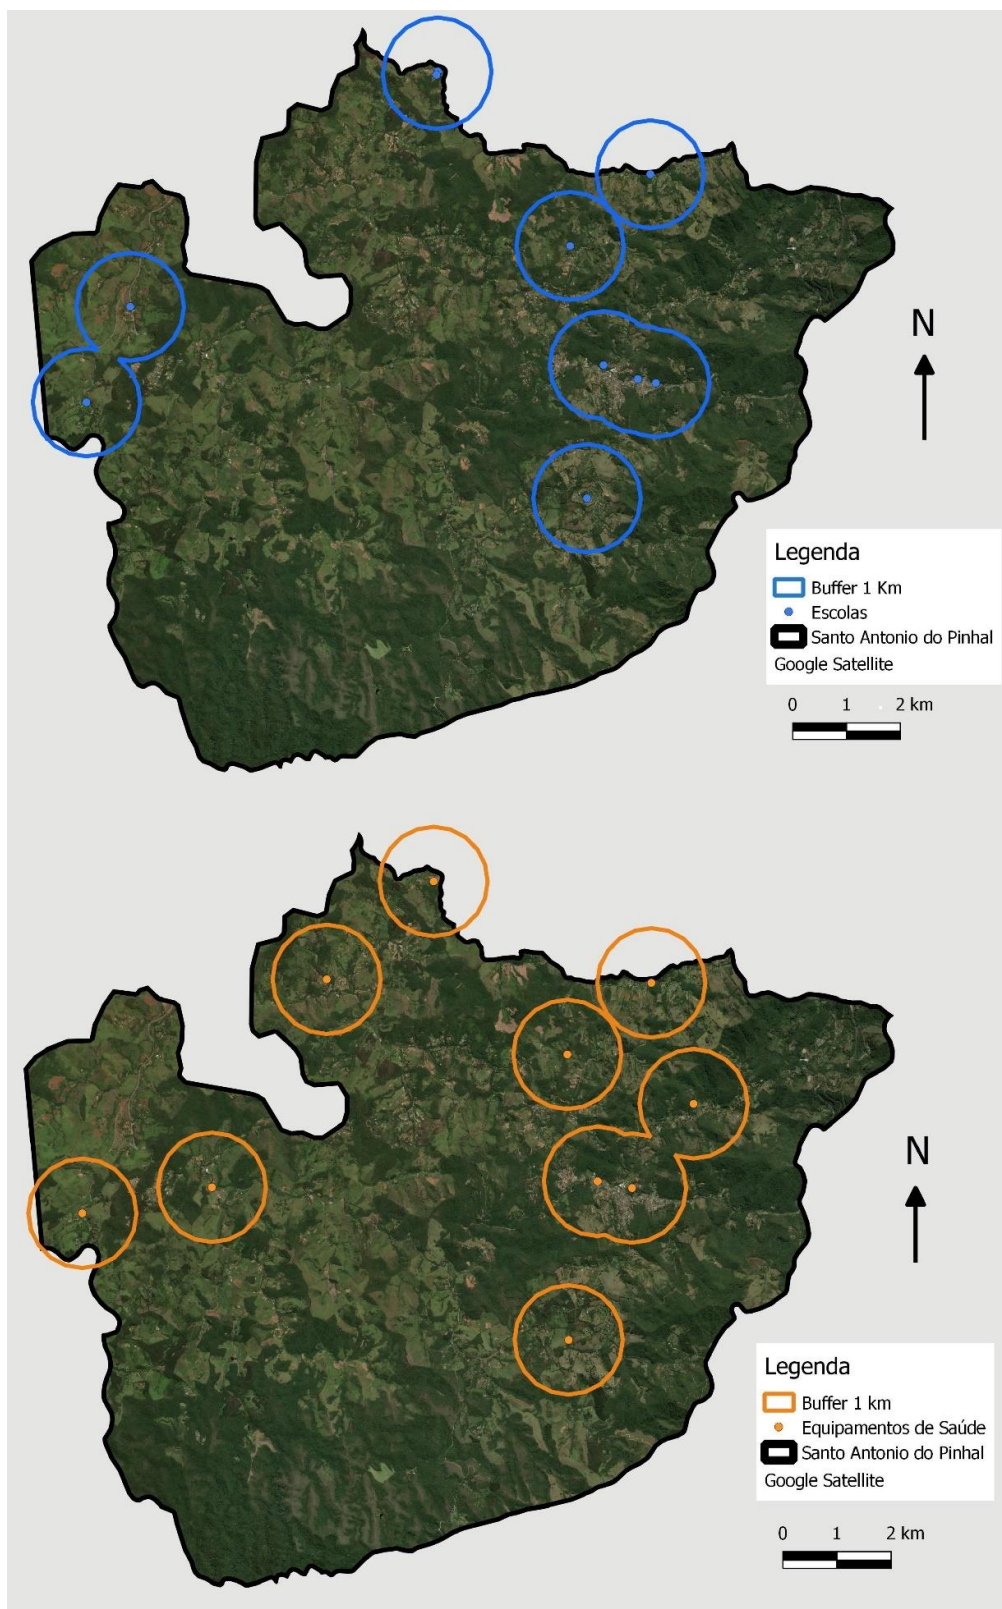 N
Legenda
Buffer 1 Km
Escolas
Santo Antonio do Pinhal
Google Satellite
0 1 2 km
N
Legenda
Buffer 1 km
Equipamentos de Saúde
Santo Antonio do Pinhal
Google Satellite
0 1 2 km